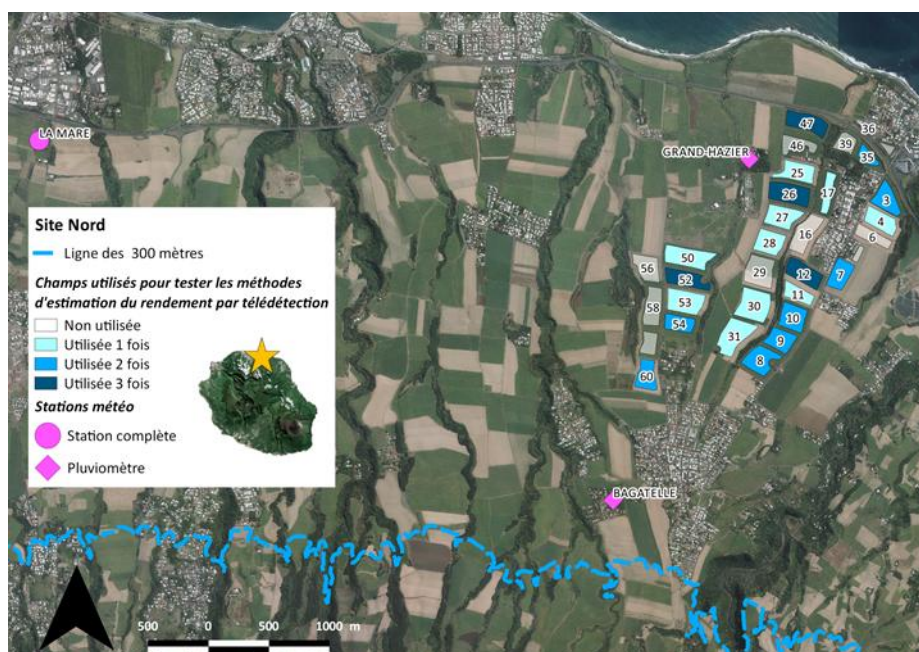 47
36
39
46
35
LA MARE
GRAND-HAZIER
25
17
26
3
27
4
16
6
28
Site Nord
Ligne des  300 mètres
50
56
29
12
7
Champs utilisés pour tester les méthodes
d'estimation du rendement par télédétection
52
11
53
58
30
10
Non utilisée
54
9
31
Utilisée 1 fois
8
Utilisée 2 fois
60
Utilisée 3 fois
Stations météo
Station complète
Pluviomètre
BAGATELLE
500 0 500 1000 m